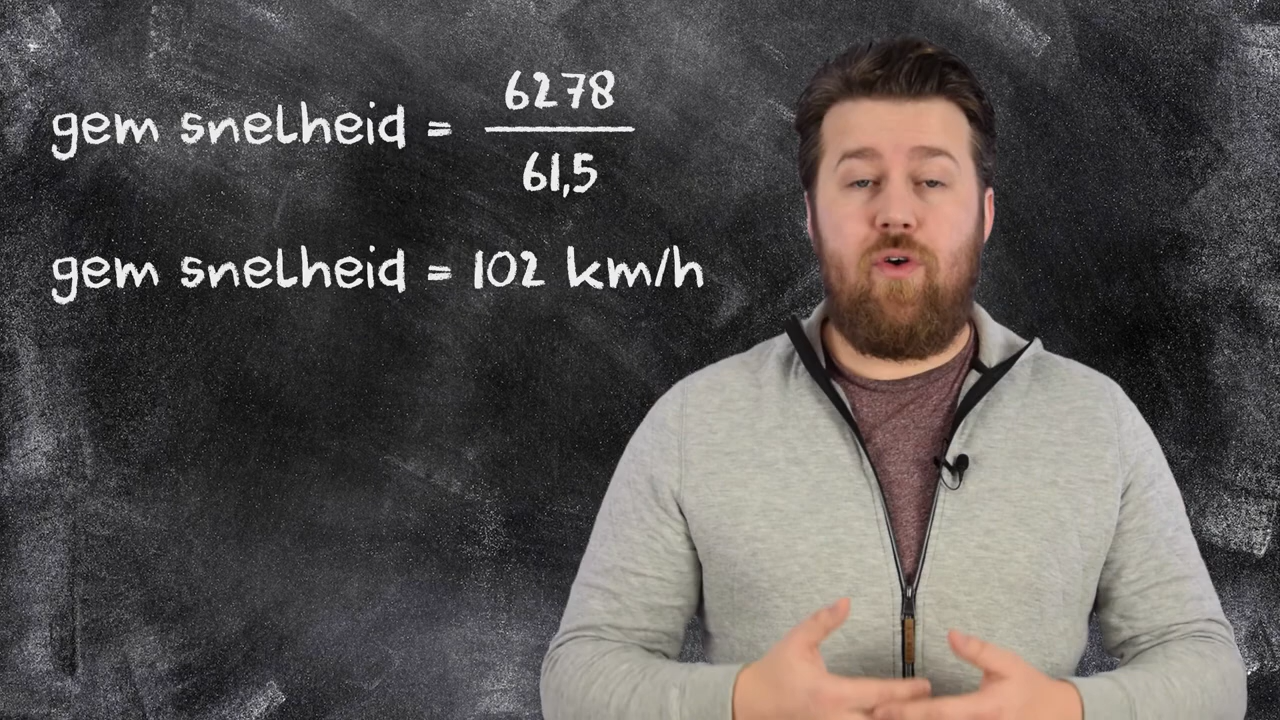 gem snelheid = 6278 / 61,5
gem snelheid = 102 km/h